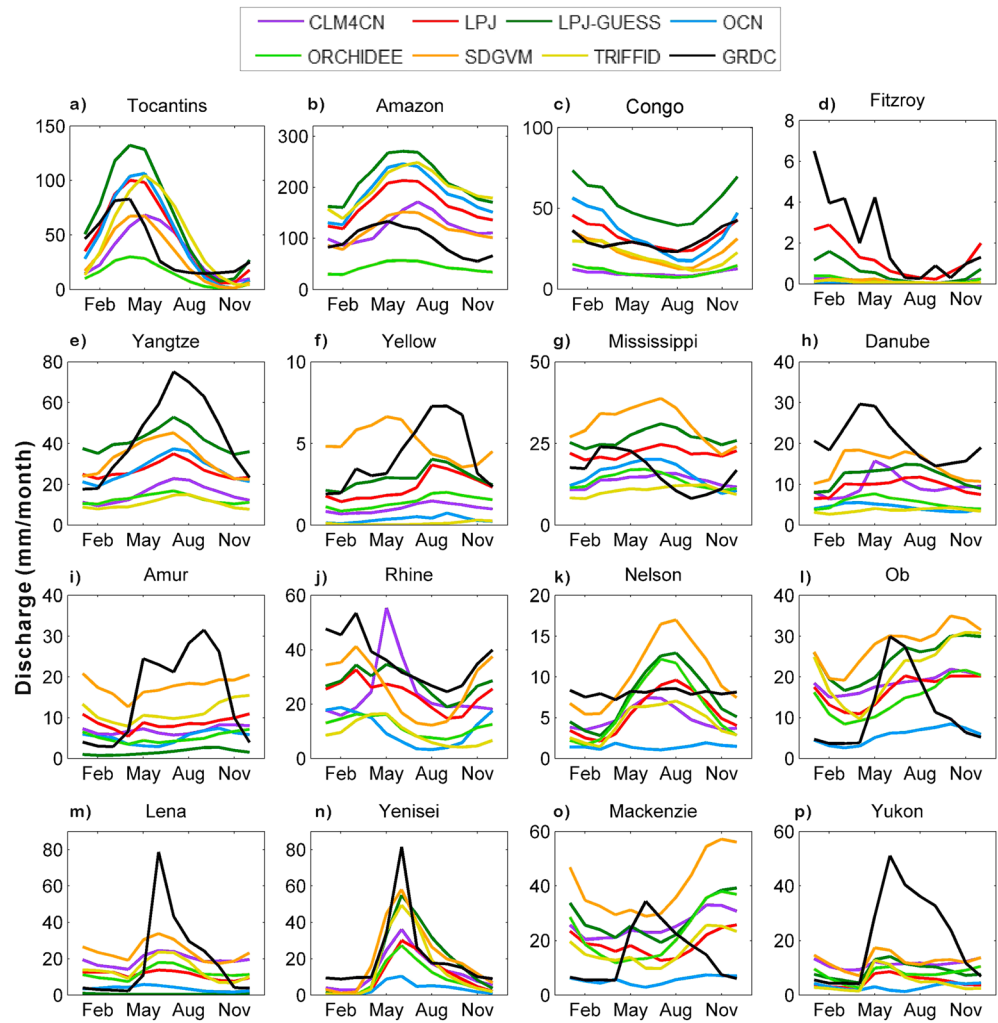 CLM4CN LPJ LPJ-GUESS OCN
ORCHIDEE SDGVM TRIFFID GRDC
a) Tocantins b) Amazon c) Congo d) Fitzroy
150 100 50 0
300 200 100 0
100 50 0
8 6 4 2 0
Feb May Aug Nov Feb May Aug Nov Feb May Aug Nov Feb May Aug Nov
e) Yangtze f) Yellow g) Mississippi h) Danube
80 60 40 20 0
10 5 0
50 25 0
40 30 20 10 0
Feb May Aug Nov Feb May Aug Nov Feb May Aug Nov Feb May Aug Nov
Discharge (mm/month)
i) Amur j) Rhine k) Nelson l) Ob
40 30 20 10 0
60 40 20 0
20 15 10 5 0
40 30 20 10 0
Feb May Aug Nov Feb May Aug Nov Feb May Aug Nov Feb May Aug Nov
m) Lena n) Yenisei o) Mackenzie p) Yukon
80 60 40 20 0
80 60 40 20 0
60 40 20 0
60 40 20 0
Feb May Aug Nov Feb May Aug Nov Feb May Aug Nov Feb May Aug Nov